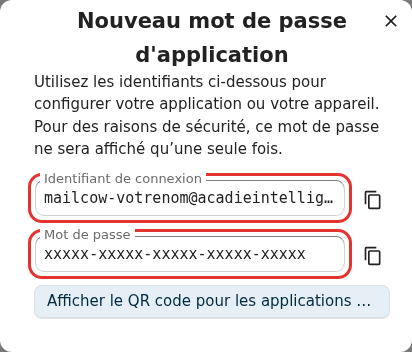 Nouveau mot de passe
d'application
Utilisez les identifiants ci-dessous pour
configurer votre application ou votre appareil.
Pour des raisons de sécurité, ce mot de passe
ne sera affiché qu’une seule fois.
Identifiant de connexion
mailcow-votrenom@acadieintellig…
Mot de passe
xxxxx-xxxxx-xxxxx-xxxxx-xxxxx
Afficher le QR code pour les applications …